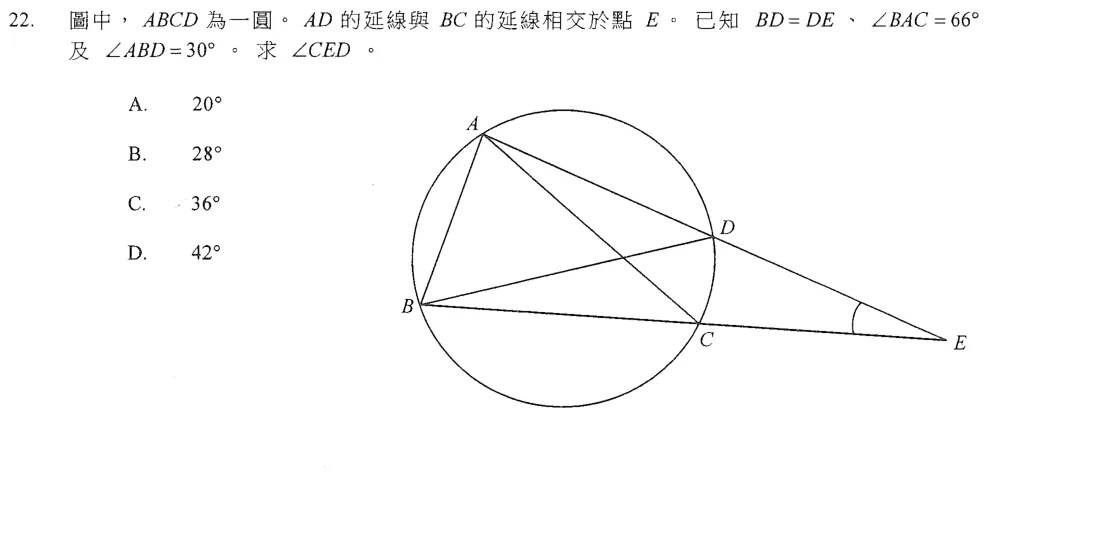 22. 圖中，ABCD 為一圓。AD 的延線與 BC 的延線相交於點 E。已知 BD = DE、∠BAC = 66°
及 ∠ABD = 30°。求 ∠CED。
A. 20°
B. 28°
C. 36°
D. 42°
A
D
B
C
E